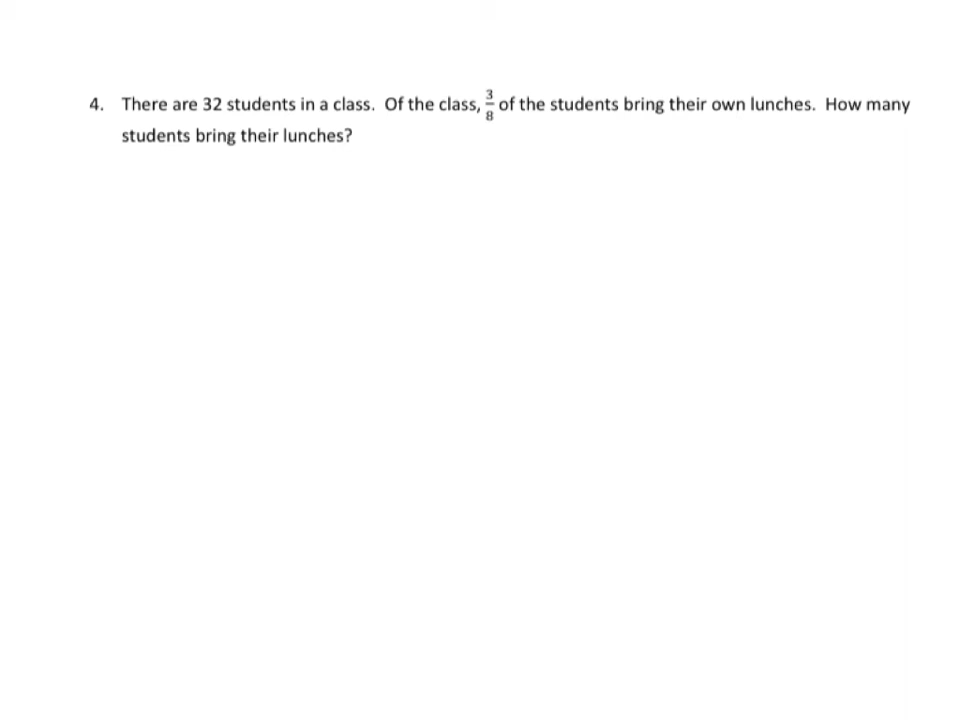 4. There are 32 students in a class. Of the class, 3/8 of the students bring their own lunches. How many
students bring their lunches?